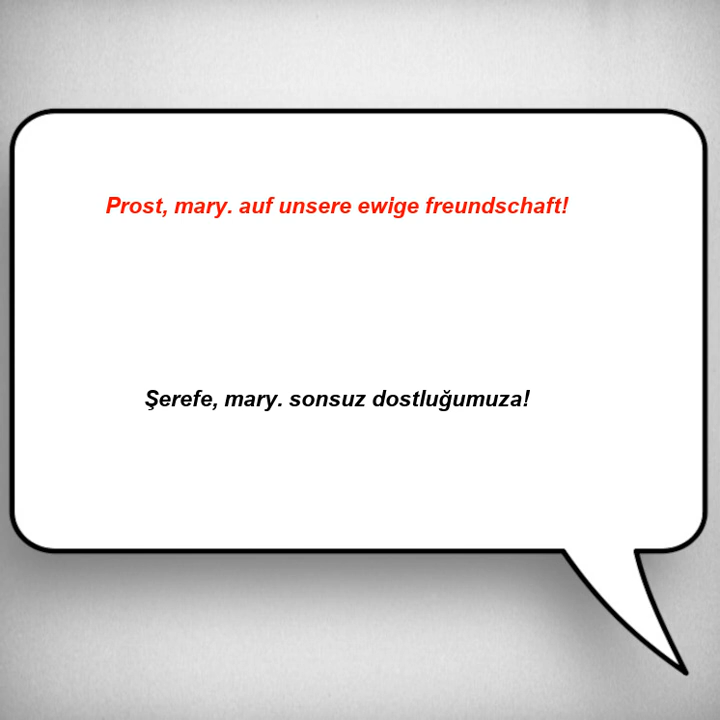 Prost, mary. auf unsere ewige freundschaft!
Şerefe, mary. sonsuz dostluğumuza!